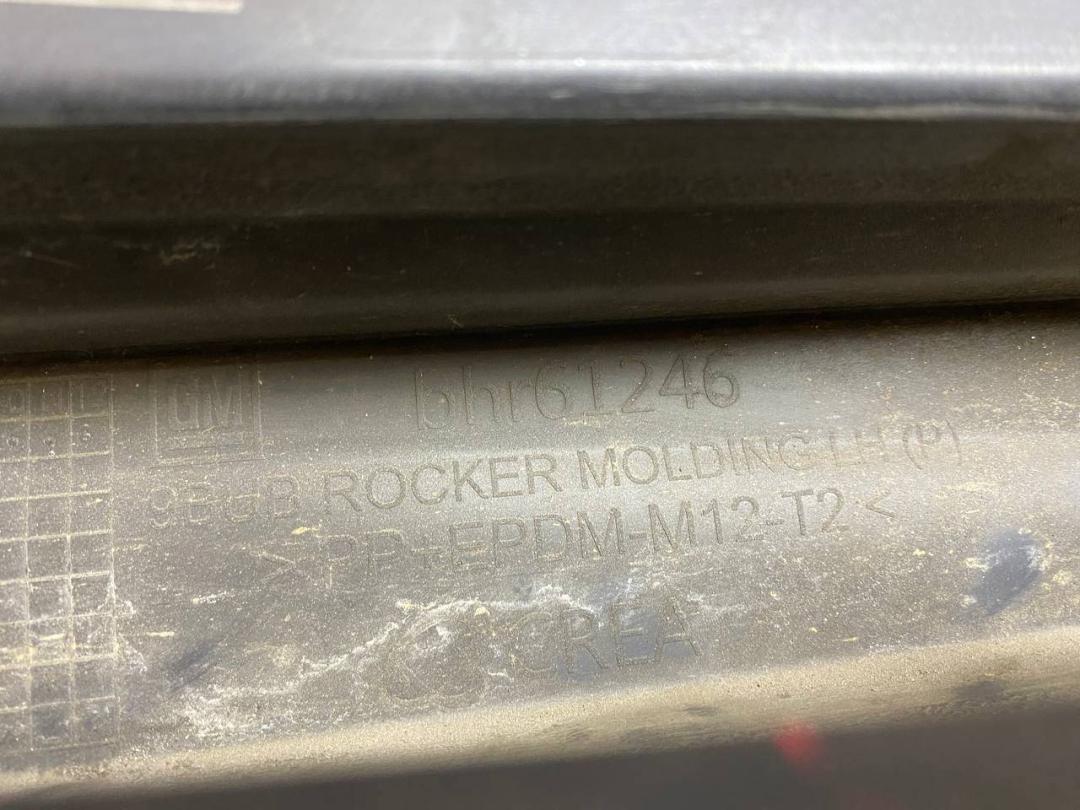 GM
bhr61246
9BUB ROCKER MOLDING LH (P)
>PP+EPDM-M12-T2<
CREA